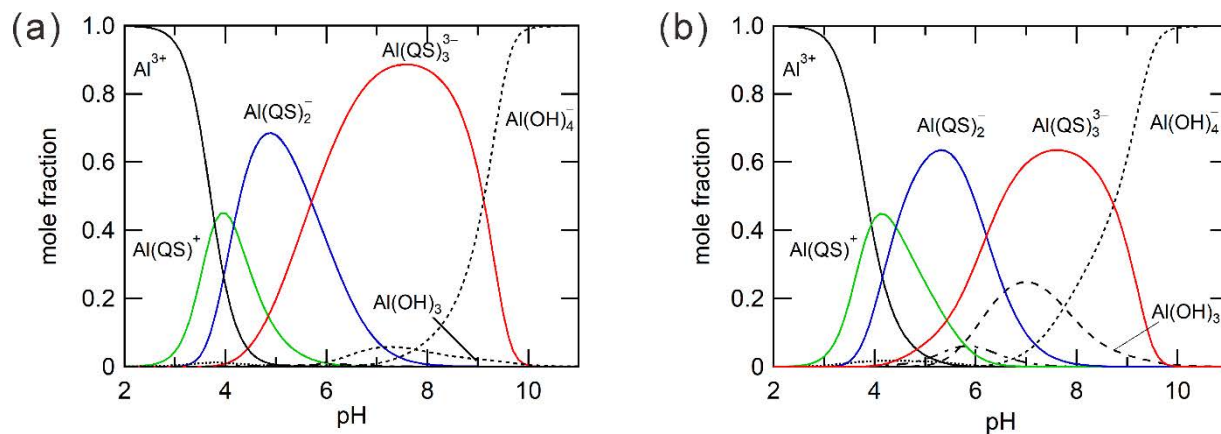 (a)
1.0
0.8
0.6
0.4
0.2
0
mole fraction
2
4
6
8
10
pH
Al³⁺
Al(QS)⁺
Al(QS)₂⁻
Al(QS)₃³⁻
Al(OH)₄⁻
Al(OH)₃
(b)
1.0
0.8
0.6
0.4
0.2
0
mole fraction
2
4
6
8
10
pH
Al³⁺
Al(QS)⁺
Al(QS)₂⁻
Al(QS)₃³⁻
Al(OH)₄⁻
Al(OH)₃